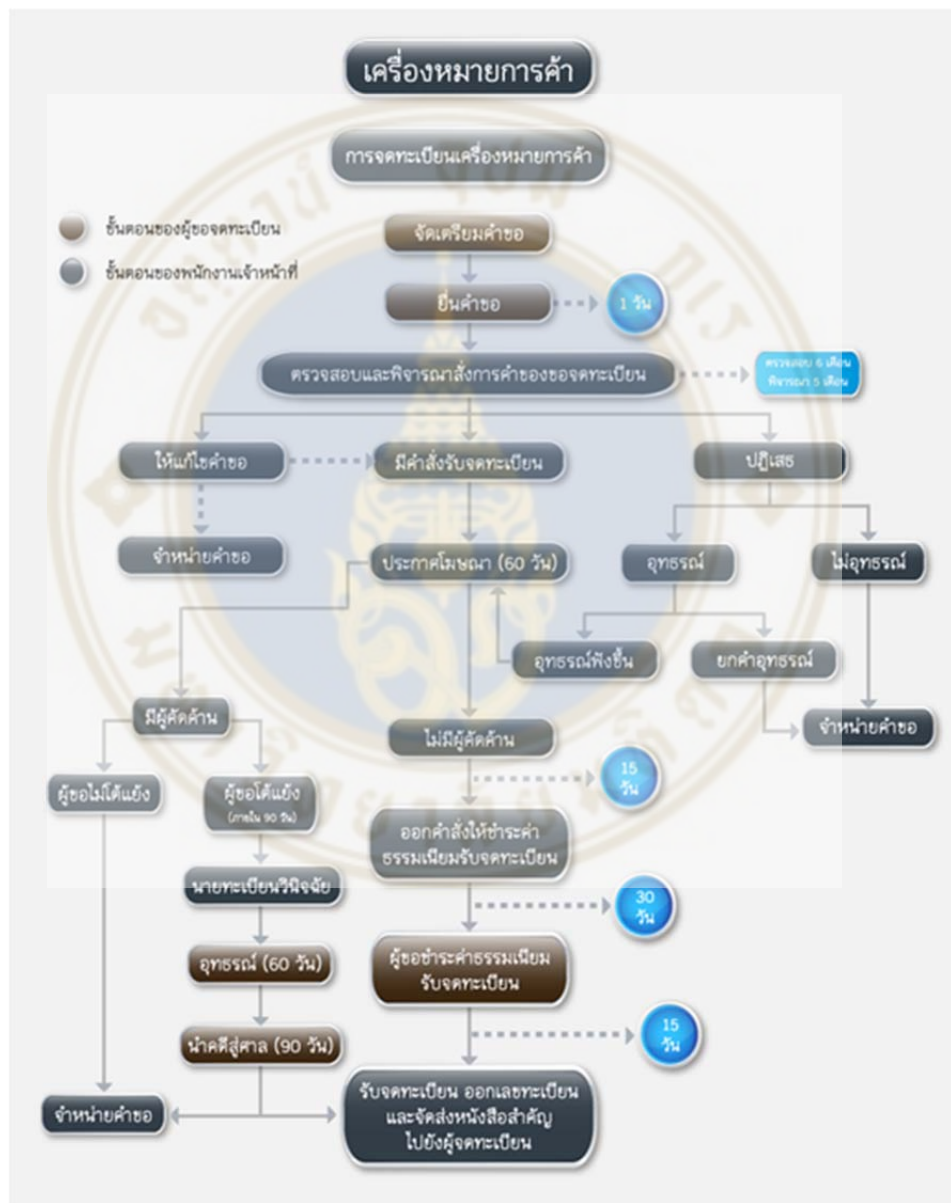 เครื่องหมายการค้า
การจดทะเบียนเครื่องหมายการค้า
ขั้นตอนของผู้ขอจดทะเบียน
ขั้นตอนของพนักงานเจ้าหน้าที่
จัดเตรียมคำขอ
ยื่นคำขอ
1 วัน
ตรวจสอบและพิจารณาสั่งการคำของขอจดทะเบียน
ตรวจสอบ 6 เดือน
พิจารณา 5 เดือน
ให้แก้ไขคำขอ
มีคำสั่งรับจดทะเบียน
ปฏิเสธ
จำหน่ายคำขอ
ประกาศโฆษณา (60 วัน)
อุทธรณ์
ไม่อุทธรณ์
อุทธรณ์ฟังขึ้น
ยกคำอุทธรณ์
มีผู้คัดค้าน
ไม่มีผู้คัดค้าน
จำหน่ายคำขอ
15
วัน
ผู้ขอไม่โต้แย้ง
ผู้ขอโต้แย้ง
(ภายใน 90 วัน)
ออกคำสั่งให้ชำระค่า
ธรรมเนียมรับจดทะเบียน
นายทะเบียนวินิจฉัย
30
วัน
อุทธรณ์ (60 วัน)
ผู้ขอชำระค่าธรรมเนียม
รับจดทะเบียน
15
วัน
นำคดีสู่ศาล (90 วัน)
จำหน่ายคำขอ
รับจดทะเบียน ออกเลขทะเบียน
และจัดส่งหนังสือสำคัญ
ไปยังผู้จดทะเบียน